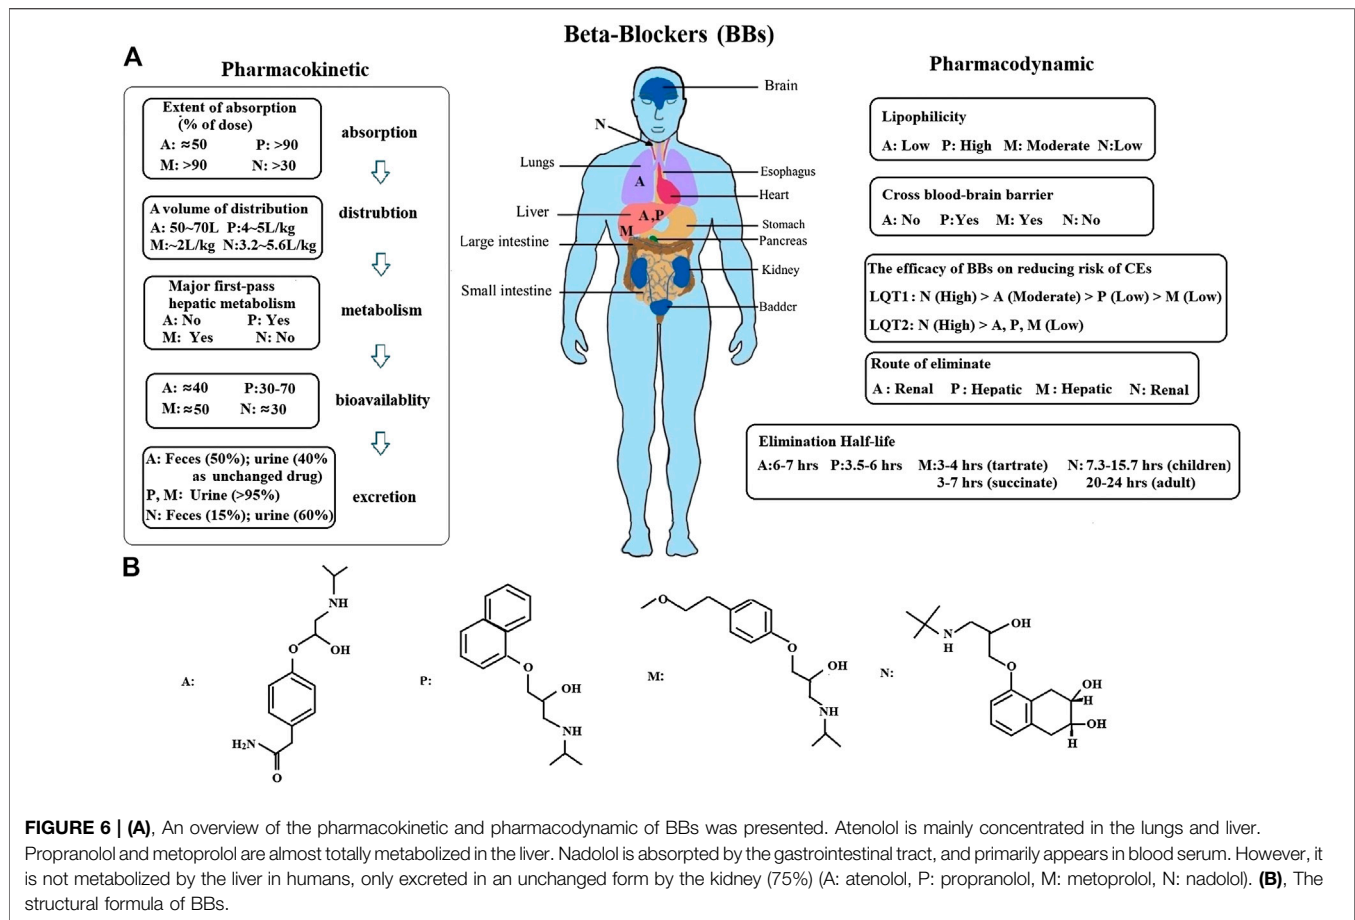 Beta-Blockers (BBs)
A
Pharmacokinetic
Extent of absorption
(% of dose)
A: ≈50 P: >90
M: >90 N: >30
absorption
A volume of distribution
A: 50~70L P:4~5L/kg
M:~2L/kg N:3.2~5.6L/kg
distrubtion
Major first-pass
hepatic metabolism
A: No P: Yes
M: Yes N: No
metabolism
A: ≈40 P:30-70
M:≈50 N: ≈30
bioavailablity
A: Feces (50%); urine (40%
as unchanged drug)
P, M: Urine (>95%)
N: Feces (15%); urine (60%)
excretion
Brain
N
Lungs
Esophagus
A
Heart
Liver
A,P
Stomach
M
Large intestine
Pancreas
Kidney
Small intestine
Badder
Pharmacodynamic
Lipophilicity
A: Low P: High M: Moderate N:Low
Cross blood-brain barrier
A: No P:Yes M: Yes N: No
The efficacy of BBs on reducing risk of CEs
LQT1: N (High) > A (Moderate) > P (Low) > M (Low)
LQT2: N (High) > A, P, M (Low)
Route of eliminate
A : Renal P : Hepatic M : Hepatic N: Renal
Elimination Half-life
A:6-7 hrs P:3.5-6 hrs M:3-4 hrs (tartrate) N: 7.3-15.7 hrs (children)
3-7 hrs (succinate) 20-24 hrs (adult)
B
A:
NH
O
OH
H₂N
O
P:
O
OH
NH
M:
O
O
OH
NH
N:
N
H
OH
O
OH
H
OH
H
FIGURE 6 | (A), An overview of the pharmacokinetic and pharmacodynamic of BBs was presented. Atenolol is mainly concentrated in the lungs and liver.
Propranolol and metoprolol are almost totally metabolized in the liver. Nadolol is absorpted by the gastrointestinal tract, and primarily appears in blood serum. However, it
is not metabolized by the liver in humans, only excreted in an unchanged form by the kidney (75%) (A: atenolol, P: propranolol, M: metoprolol, N: nadolol). (B), The
structural formula of BBs.